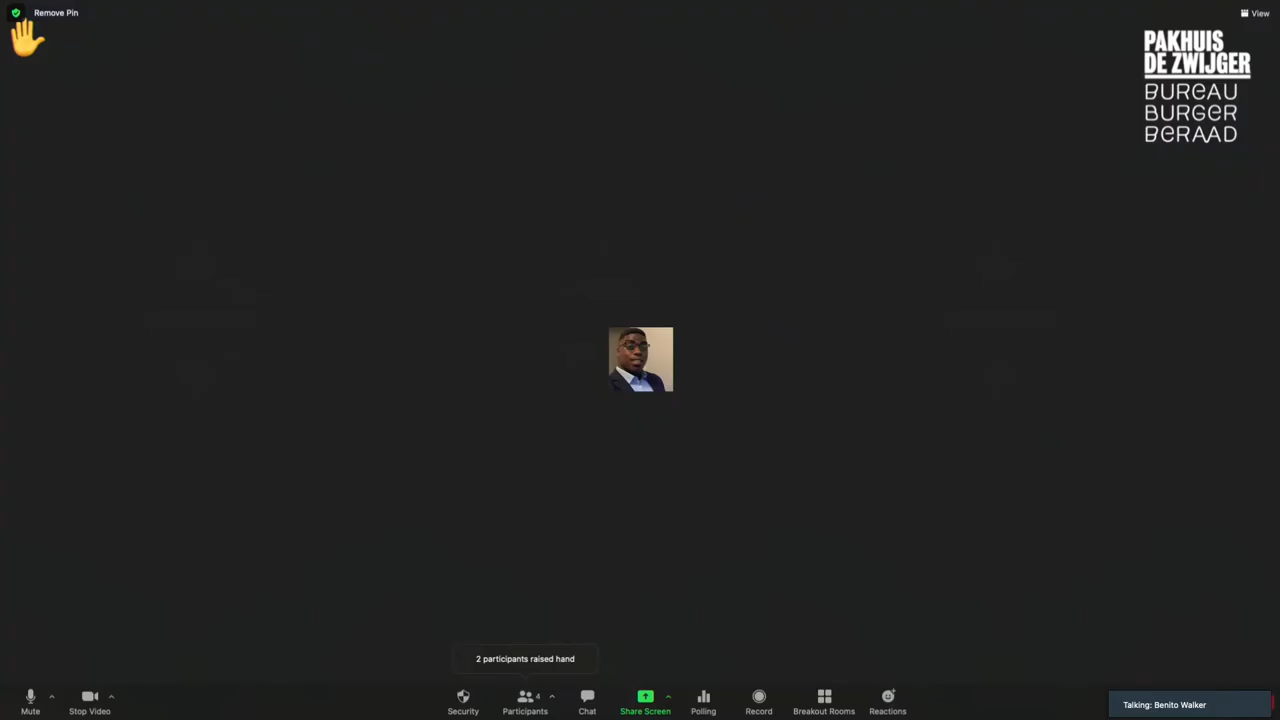 Remove Pin
View
PAKHUIS
DE ZWIJGER
BUREAU
BURGER
BERAAD
2 participants raised hand
4
Mute
Stop Video
Security
Participants
Chat
Share Screen
Polling
Record
Breakout Rooms
Reactions
Talking: Benito Walker